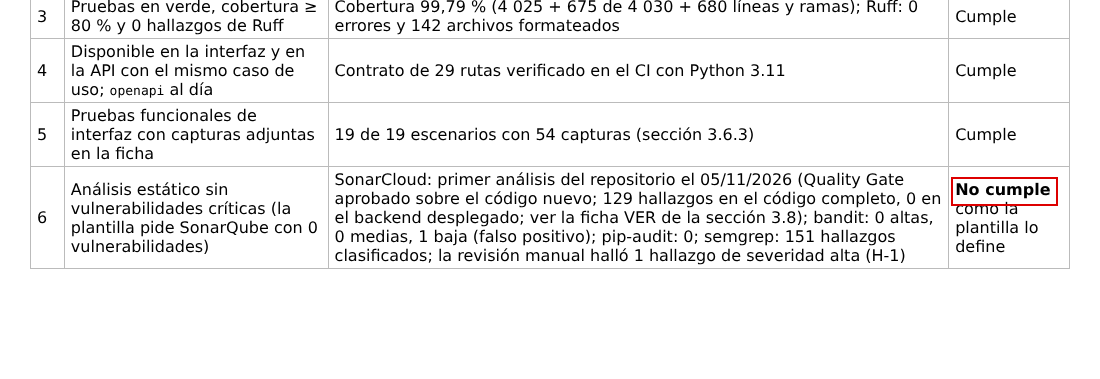 3
Pruebas en verde, cobertura ≥
80 % y 0 hallazgos de Ruff
Cobertura 99,79 % (4 025 + 675 de 4 030 + 680 líneas y ramas); Ruff: 0
errores y 142 archivos formateados
Cumple
4
Disponible en la interfaz y en
la API con el mismo caso de
uso; openapi al día
Contrato de 29 rutas verificado en el CI con Python 3.11
Cumple
5
Pruebas funcionales de
interfaz con capturas adjuntas
en la ficha
19 de 19 escenarios con 54 capturas (sección 3.6.3)
Cumple
6
Análisis estático sin
vulnerabilidades críticas (la
plantilla pide SonarQube con 0
vulnerabilidades)
SonarCloud: primer análisis del repositorio el 05/11/2026 (Quality Gate
aprobado sobre el código nuevo; 129 hallazgos en el código completo, 0 en
el backend desplegado; ver la ficha VER de la sección 3.8); bandit: 0 altas,
0 medias, 1 baja (falso positivo); pip-audit: 0; semgrep: 151 hallazgos
clasificados; la revisión manual halló 1 hallazgo de severidad alta (H-1)
No cumple
como la
plantilla lo
define